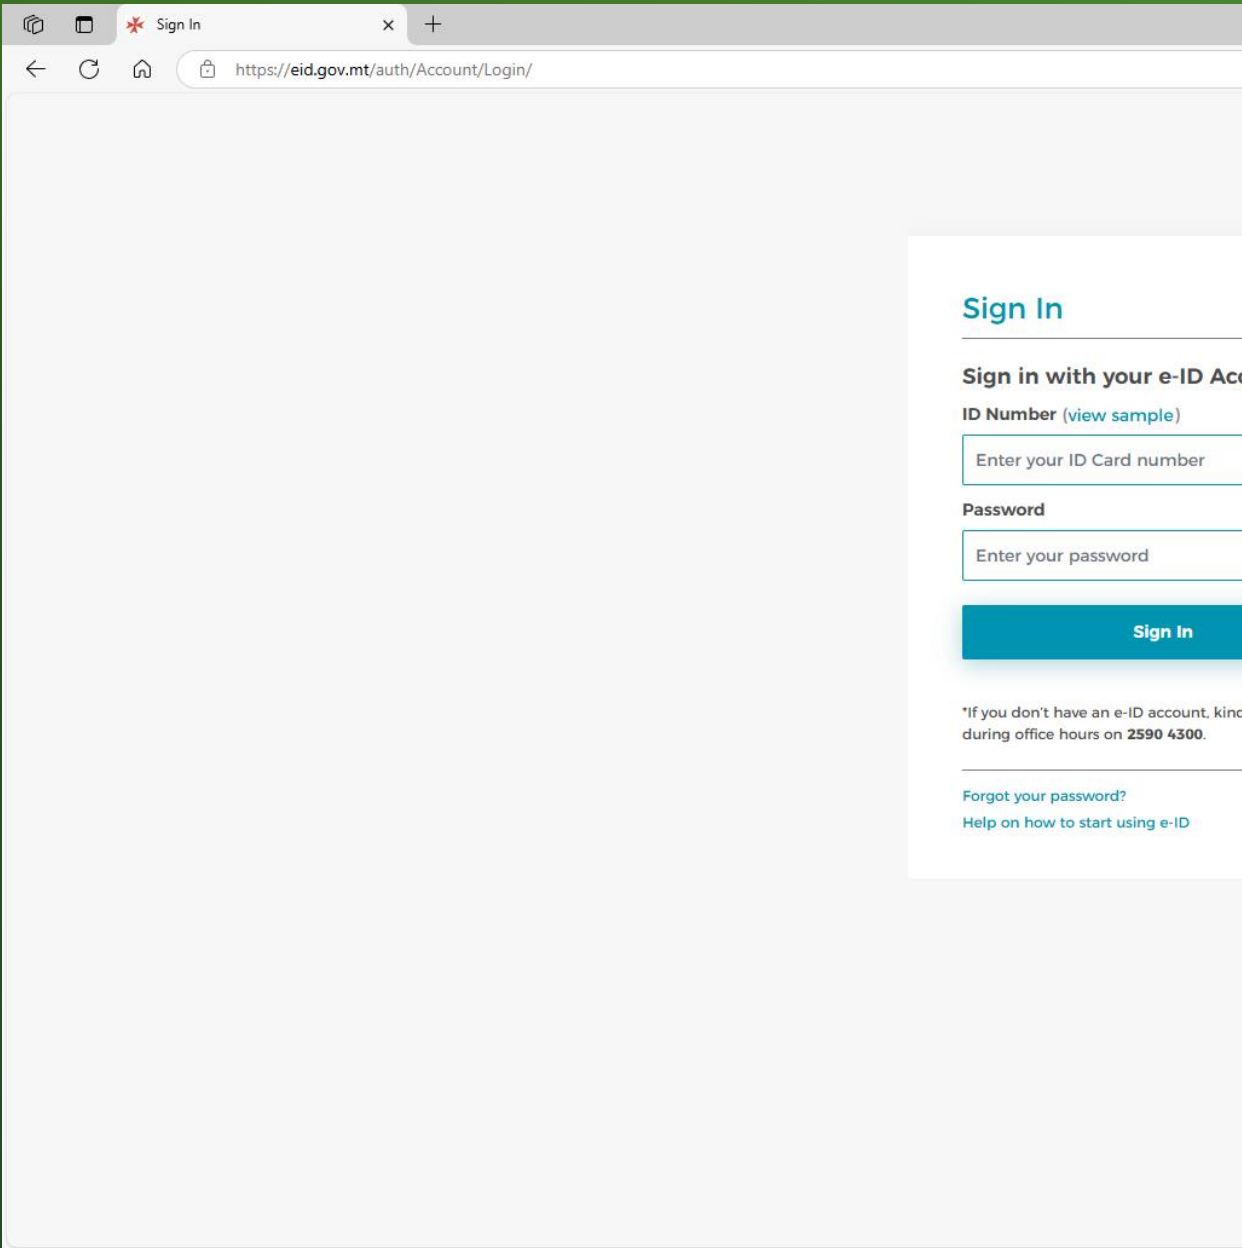 Sign In
https://eid.gov.mt/auth/Account/Login/
Sign In
Sign in with your e-ID
ID Number (view sample)
Enter your ID Card number
Password
Enter your password
Sign In
*If you don't have an e-ID account,
during office hours on 2590 4300.
Forgot your password?
Help on how to start using e-ID